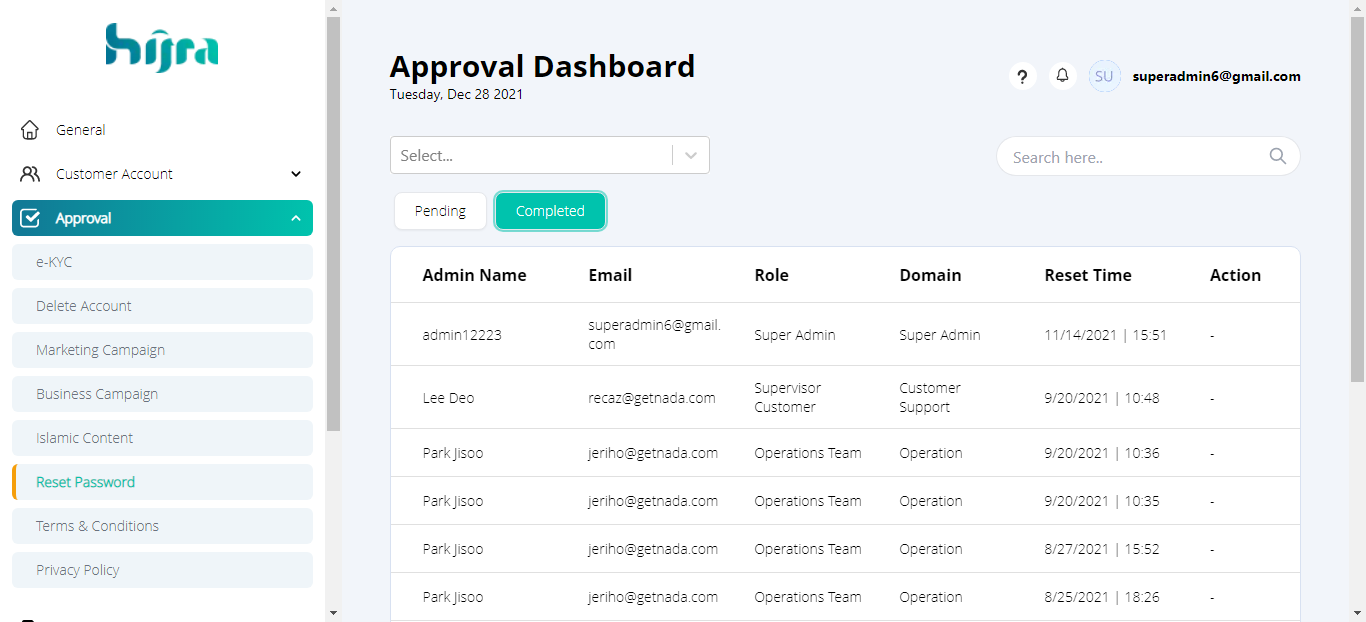 hijra
General
Customer Account
Approval
e-KYC
Delete Account
Marketing Campaign
Business Campaign
Islamic Content
Reset Password
Terms & Conditions
Privacy Policy
Approval Dashboard
Tuesday, Dec 28 2021
? SU superadmin6@gmail.com
Select... Search here..
Pending Completed
Admin Name Email Role Domain Reset Time Action
admin12223 superadmin6@gmail. Super Admin Super Admin 11/14/2021 | 15:51 -
com
Lee Deo recaz@getnada.com Supervisor Customer 9/20/2021 | 10:48 -
Customer Support
Park Jisoo jeriho@getnada.com Operations Team Operation 9/20/2021 | 10:36 -
Park Jisoo jeriho@getnada.com Operations Team Operation 9/20/2021 | 10:35 -
Park Jisoo jeriho@getnada.com Operations Team Operation 8/27/2021 | 15:52 -
Park Jisoo jeriho@getnada.com Operations Team Operation 8/25/2021 | 18:26 -